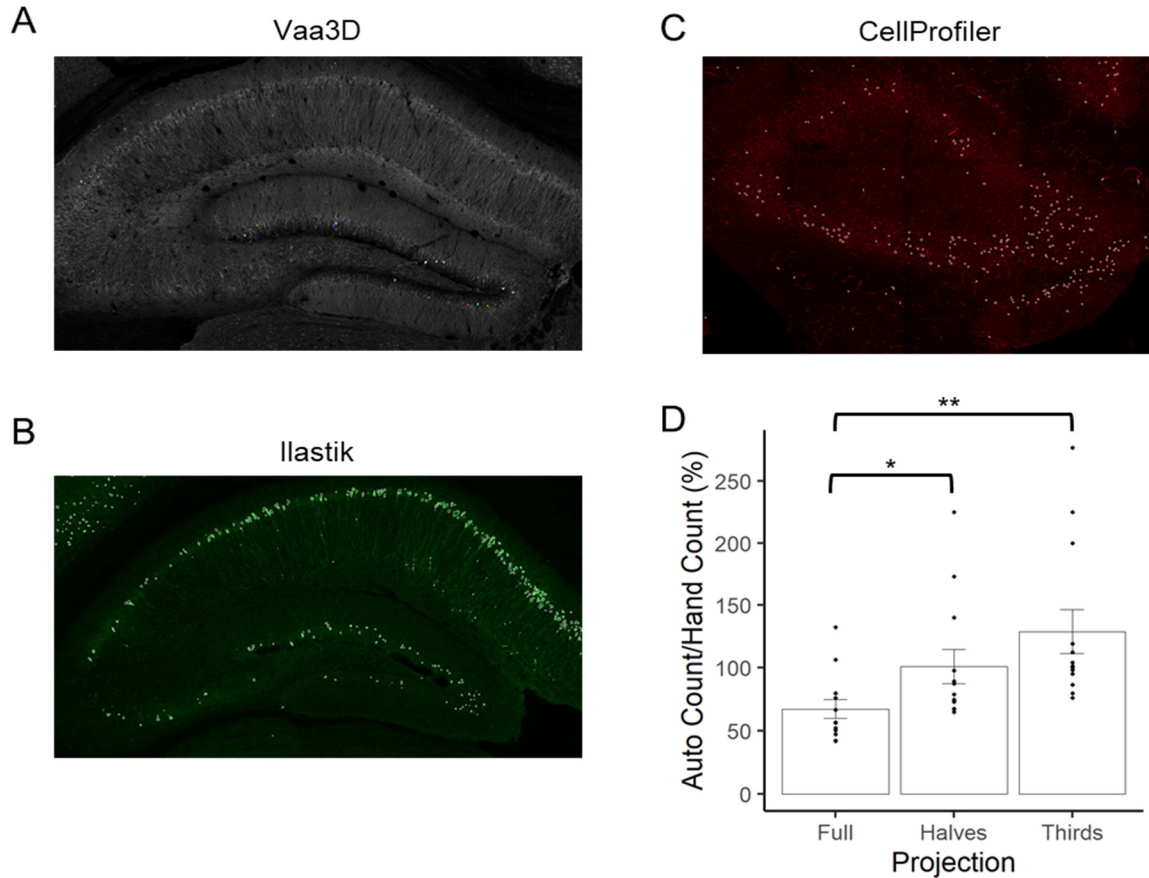 A
Vaa3D
B
Ilastik
C
CellProfiler
D
**
*
Auto Count/Hand Count (%)
250
200
150
100
50
0
Full Halves Thirds
Projection